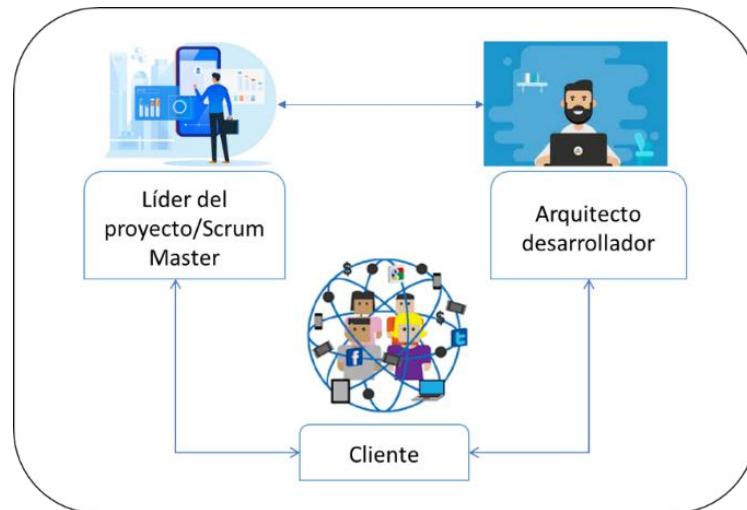 Líder del
proyecto/Scrum
Master
Arquitecto
desarrollador
Cliente